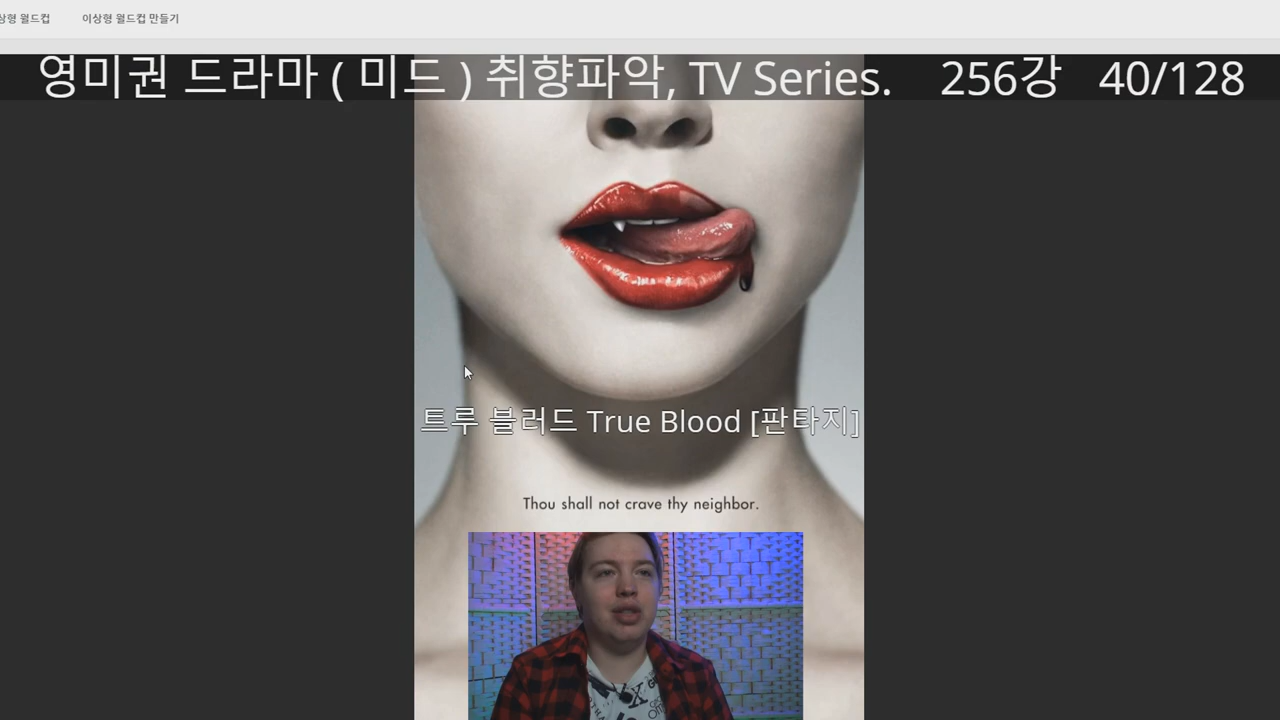 상형 월드컵 이상형 월드컵 만들기
영미권 드라마 ( 미드 ) 취향파악, TV Series. 256강 40/128
트루 블러드 True Blood [판타지]
Thou shall not crave thy neighbor.